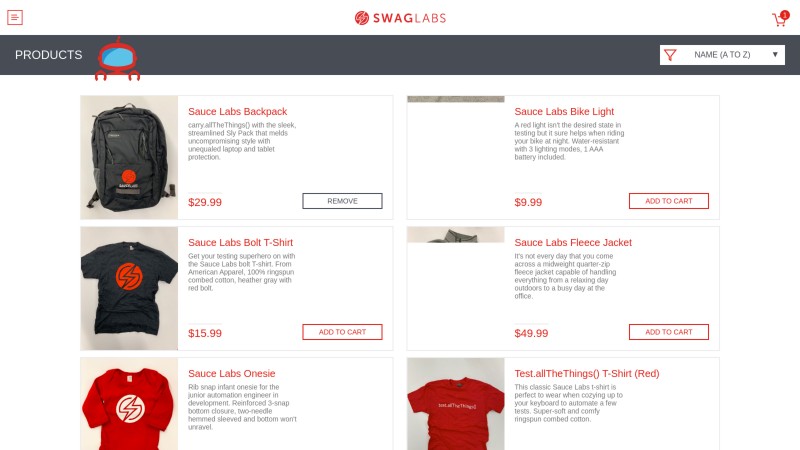 SWAGLABS
1
PRODUCTS
NAME (A TO Z)
Sauce Labs Backpack
carry.allTheThings() with the sleek,
streamlined Sly Pack that melds
uncompromising style with
unequaled laptop and tablet
protection.
$29.99
REMOVE
Sauce Labs Bike Light
A red light isn't the desired state in
testing but it sure helps when riding
your bike at night. Water-resistant
with 3 lighting modes, 1 AAA
battery included.
$9.99
ADD TO CART
Sauce Labs Bolt T-Shirt
Get your testing superhero on with
the Sauce Labs bolt T-shirt. From
American Apparel, 100% ringspun
combed cotton, heather gray with
red bolt.
$15.99
ADD TO CART
Sauce Labs Fleece Jacket
It's not every day that you come
across a midweight quarter-zip
fleece jacket capable of handling
everything from a relaxing day
outdoors to a busy day at the
office.
$49.99
ADD TO CART
Sauce Labs Onesie
Rib snap infant onesie for the
junior automation engineer in
development. Reinforced 3-snap
bottom closure, two-needle
hemmed sleeved and bottom won't
unravel.
Test.allTheThings() T-Shirt (Red)
This classic Sauce Labs t-shirt is
perfect to wear when cozying up to
your keyboard to automate a few
tests. Super-soft and comfy
ringspun combed cotton.
test.allTheThings()